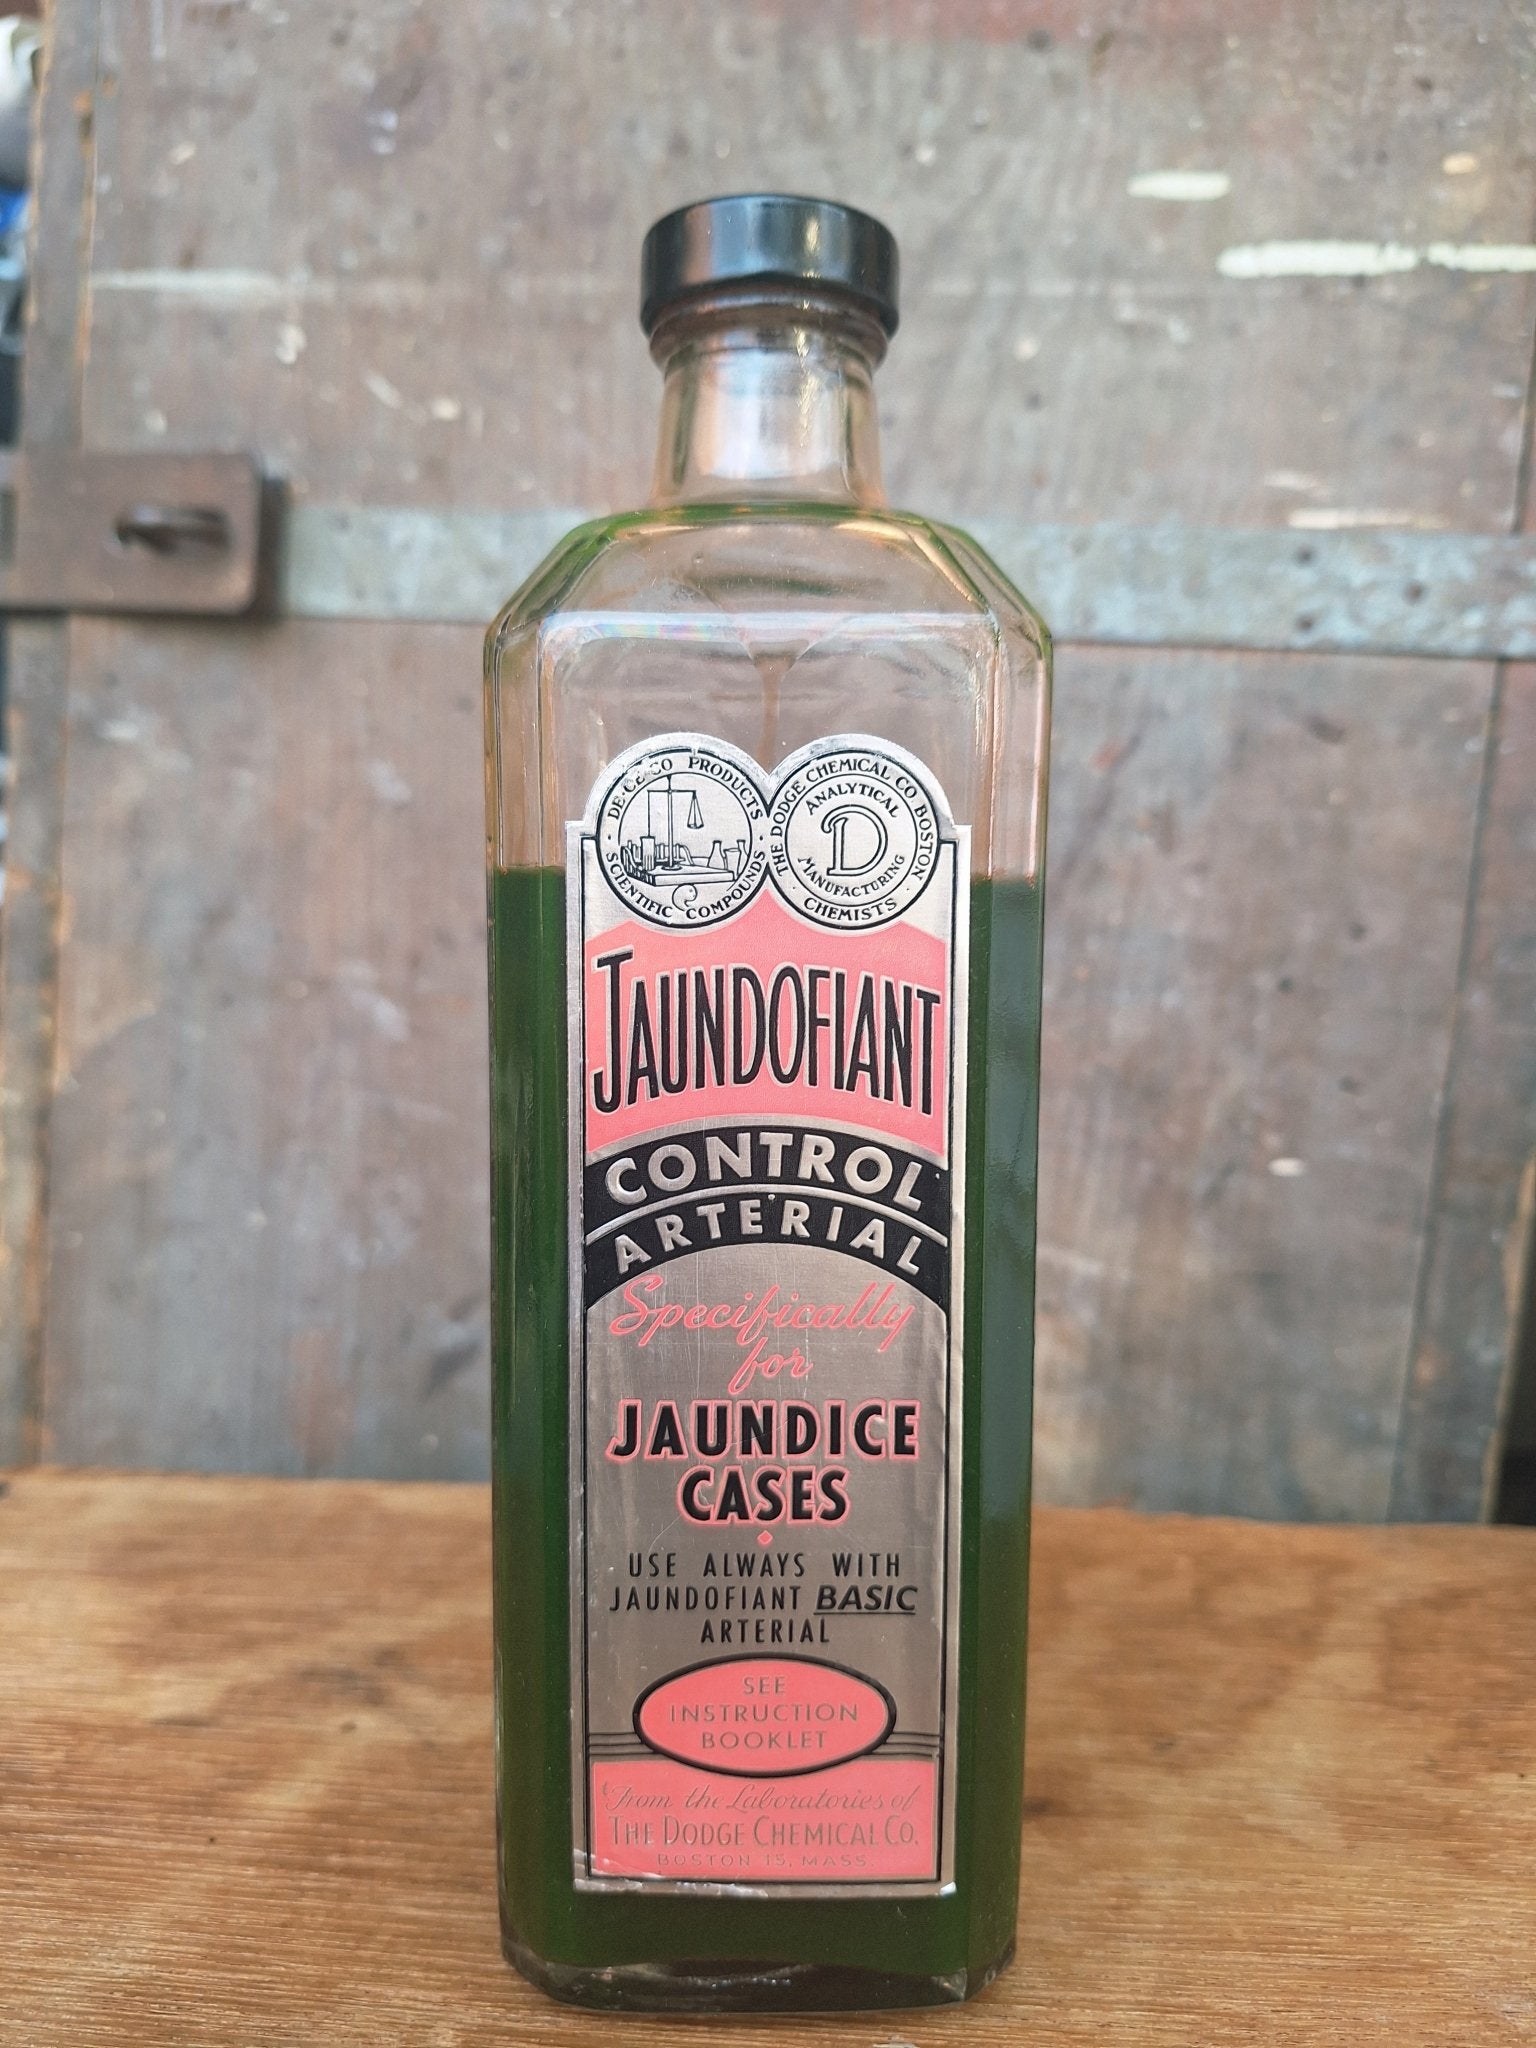 DE-CE-CO PRODUCTS
SCIENTIFIC COMPOUNDS
THE DODGE CHEMICAL CO. BOSTON
ANALYTICAL
D
MANUFACTURING
CHEMISTS
JAUNDOFIANT
CONTROL
ARTERIAL
Specifically
for
JAUNDICE
CASES
USE ALWAYS WITH
JAUNDOFIANT BASIC
ARTERIAL
SEE
INSTRUCTION
BOOKLET
From the Laboratories of
THE DODGE CHEMICAL CO.
BOSTON 15, MASS.